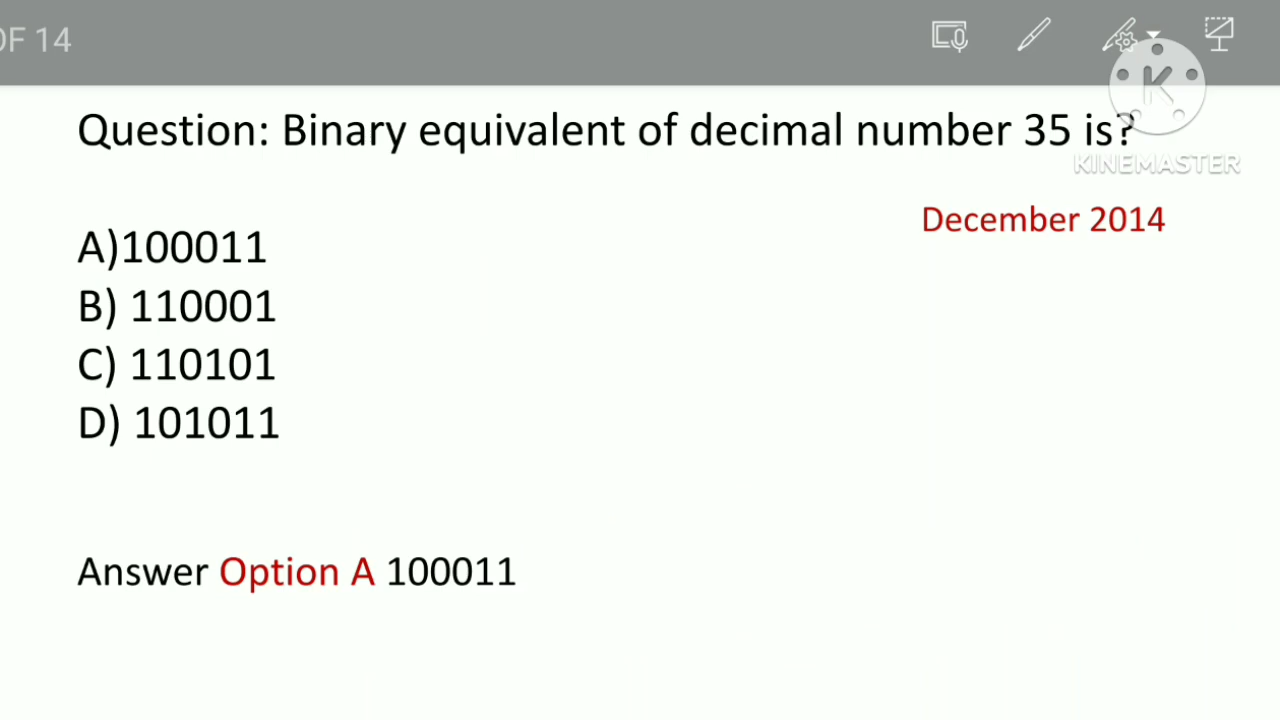 OF 14
Question: Binary equivalent of decimal number 35 is?
K
KINEMASTER
December 2014
A)100011
B) 110001
C) 110101
D) 101011
Answer Option A 100011